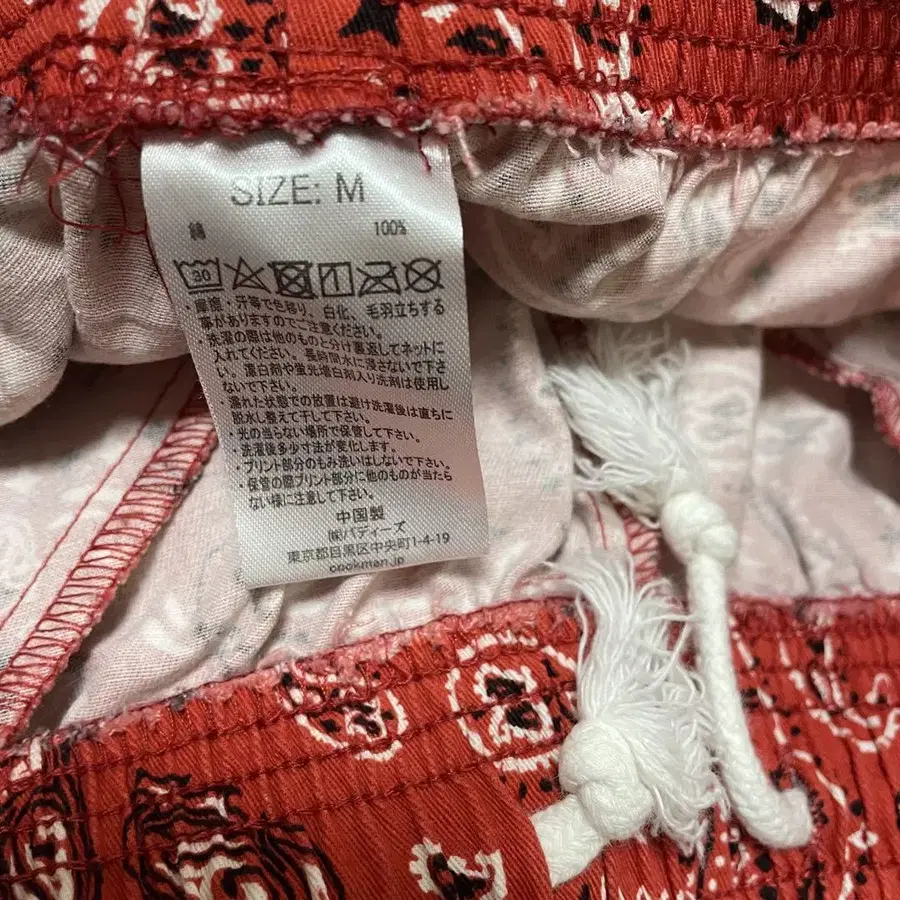 SIZE: M
綿 100%
30
・摩擦・汗等で色移り、白化、毛羽立ちする
事がありますのでご注意ください。
・洗濯の際は他のものと分け裏返してネットに
入れてください。長時間水に浸さないで下さ
い。漂白剤や蛍光増白剤入り洗剤は使用し
ないで下さい。
・濡れた状態での放置は避け洗濯後は直ちに
脱水し整えて干して下さい。
・光の当らない場所で保管して下さい。
・洗濯後多少寸法が変化します。
・プリント部分のもみ洗いはしないで下さい。
・保管の際プリント部分に他のものが当たら
ない様に注意して下さい。
中国製
㈱バディーズ
東京都目黒区中央町1-4-19
cookman.jp